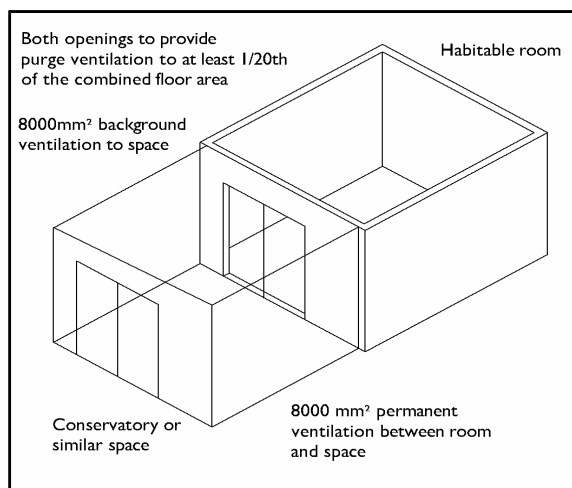 Both openings to provide
purge ventilation to at least 1/20th
of the combined floor area
Habitable room
8000mm² background
ventilation to space
Conservatory or
similar space
8000 mm² permanent
ventilation between room
and space